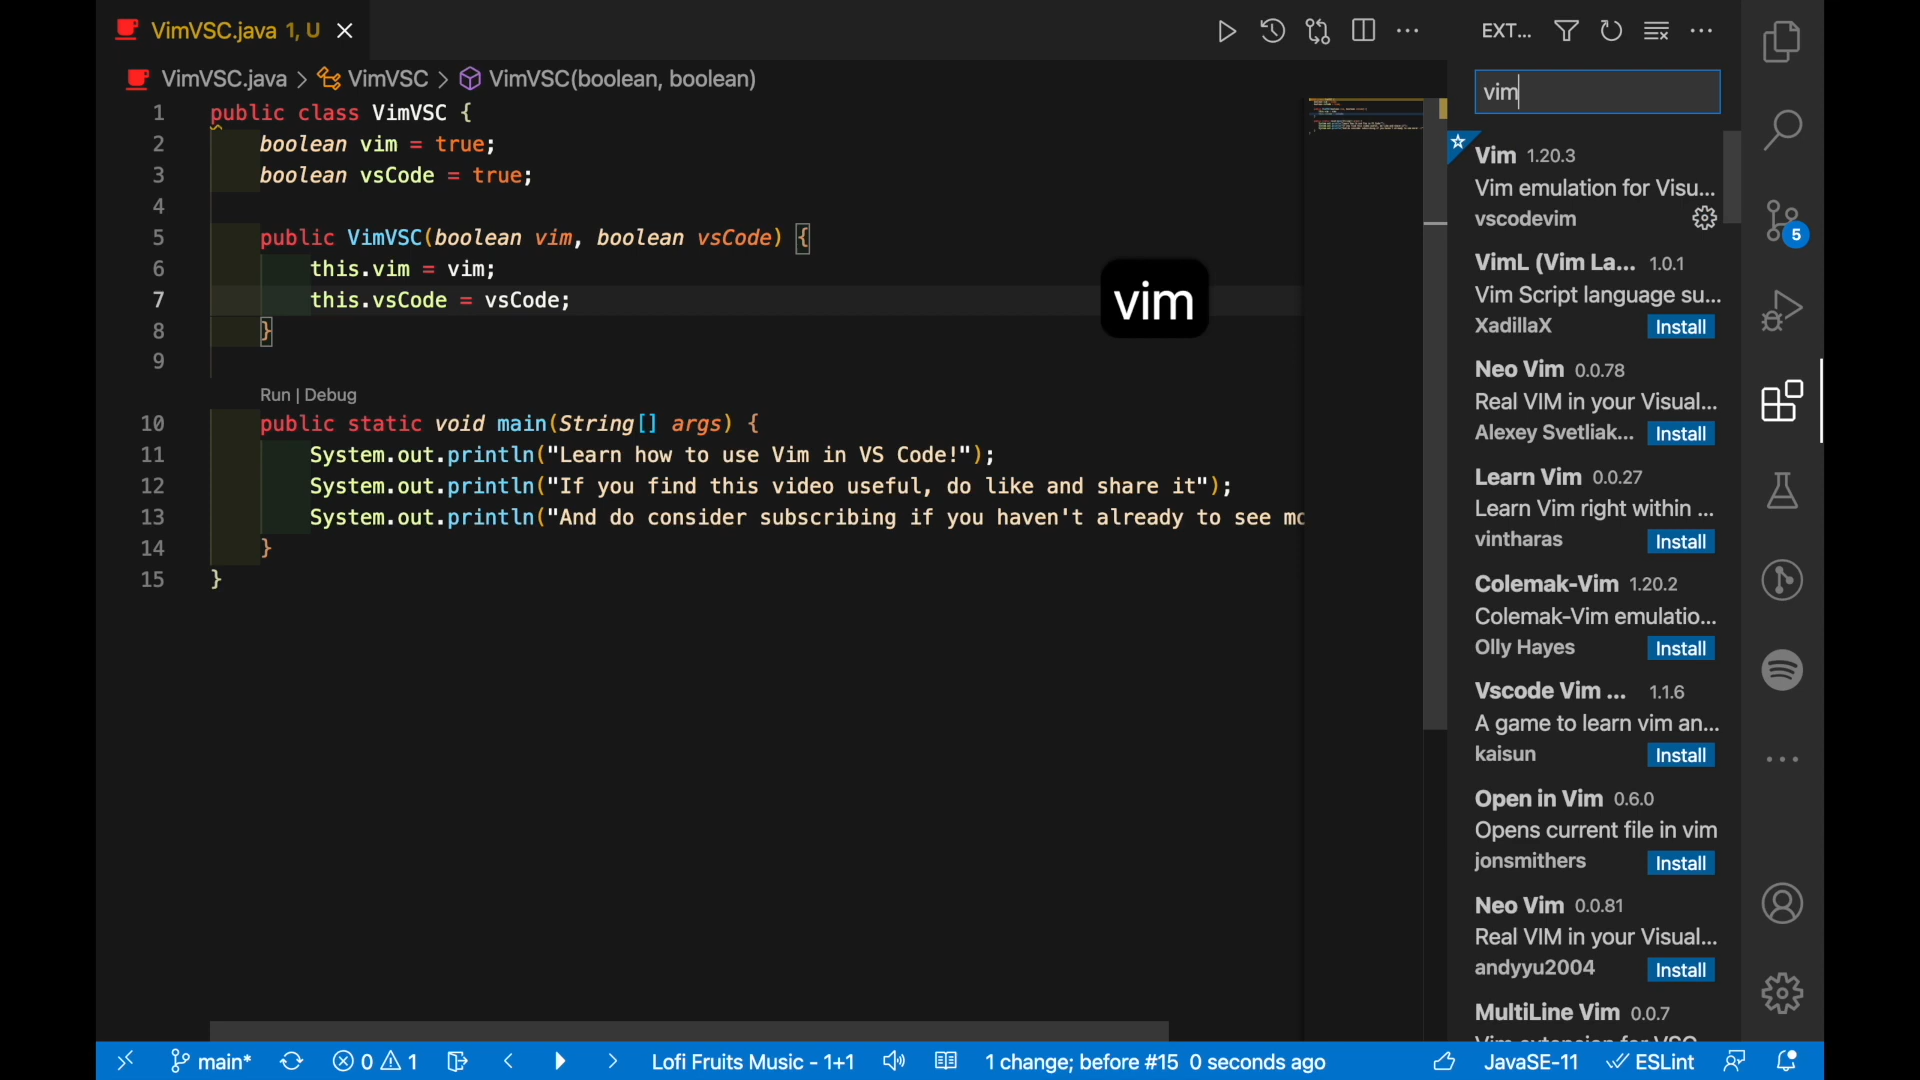 VimVSC.java 1, U
VimVSC.java > VimVSC > VimVSC(boolean, boolean)
1 public class VimVSC {
2 boolean vim = true;
3 boolean vsCode = true;
4
5 public VimVSC(boolean vim, boolean vsCode) {
6 this.vim = vim;
7 this.vsCode = vsCode;
8 }
9
Run | Debug
10 public static void main(String[] args) {
11 System.out.println("Learn how to use Vim in VS Code!");
12 System.out.println("If you find this video useful, do like and share it");
13 System.out.println("And do consider subscribing if you haven't already to see mo
14 }
15 }
vim
EXT...
vim
Vim 1.20.3
Vim emulation for Visu...
vscodevim
VimL (Vim La... 1.0.1
Vim Script language su...
XadillaX Install
Neo Vim 0.0.78
Real VIM in your Visual...
Alexey Svetliak... Install
Learn Vim 0.0.27
Learn Vim right within ...
vintharas Install
Colemak-Vim 1.20.2
Colemak-Vim emulatio...
Olly Hayes Install
Vscode Vim ... 1.1.6
A game to learn vim an...
kaisun Install
Open in Vim 0.6.0
Opens current file in vim
jonsmithers Install
Neo Vim 0.0.81
Real VIM in your Visual...
andyyu2004 Install
MultiLine Vim 0.0.7
5
main* 0 1 Lofi Fruits Music - 1+1 1 change; before #15 0 seconds ago JavaSE-11 ESLint